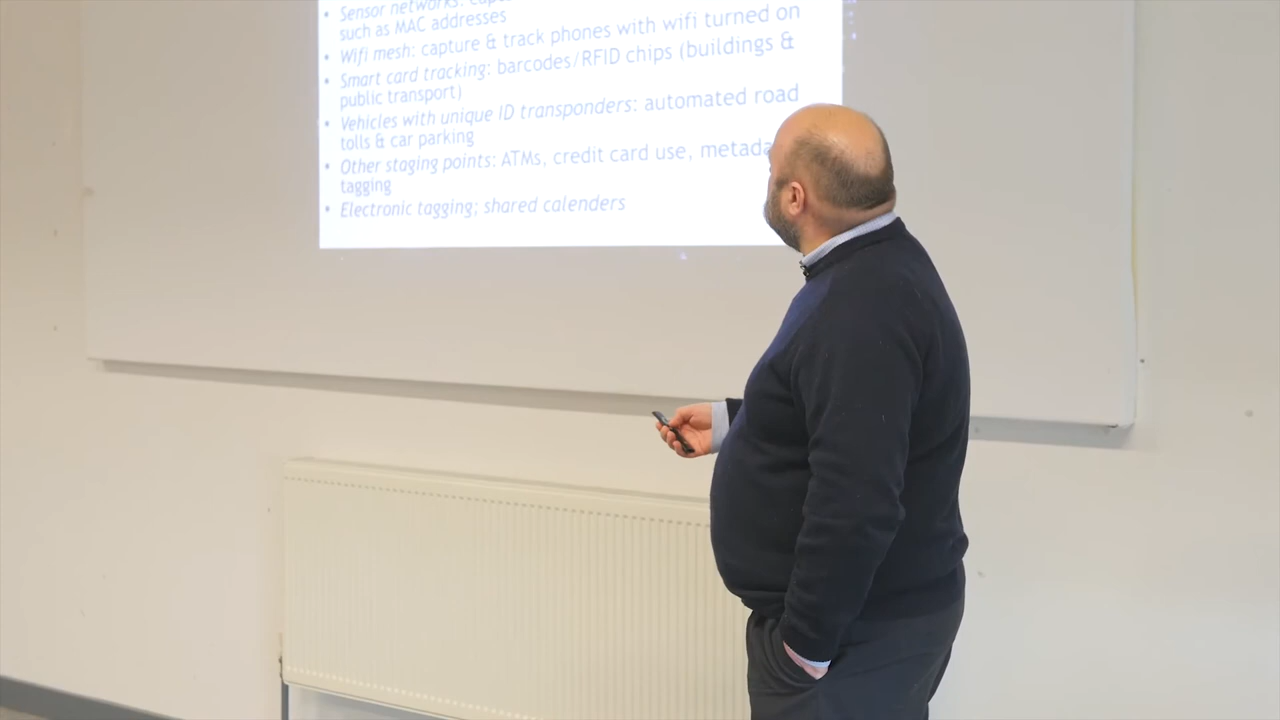 • Sensor networks:
such as MAC addresses
• Wifi mesh: capture & track phones with wifi turned on
• Smart card tracking: barcodes/RFID chips (buildings &
public transport)
• Vehicles with unique ID transponders: automated road
tolls & car parking
• Other staging points: ATMs, credit card use,
tagging
• Electronic tagging; shared calenders